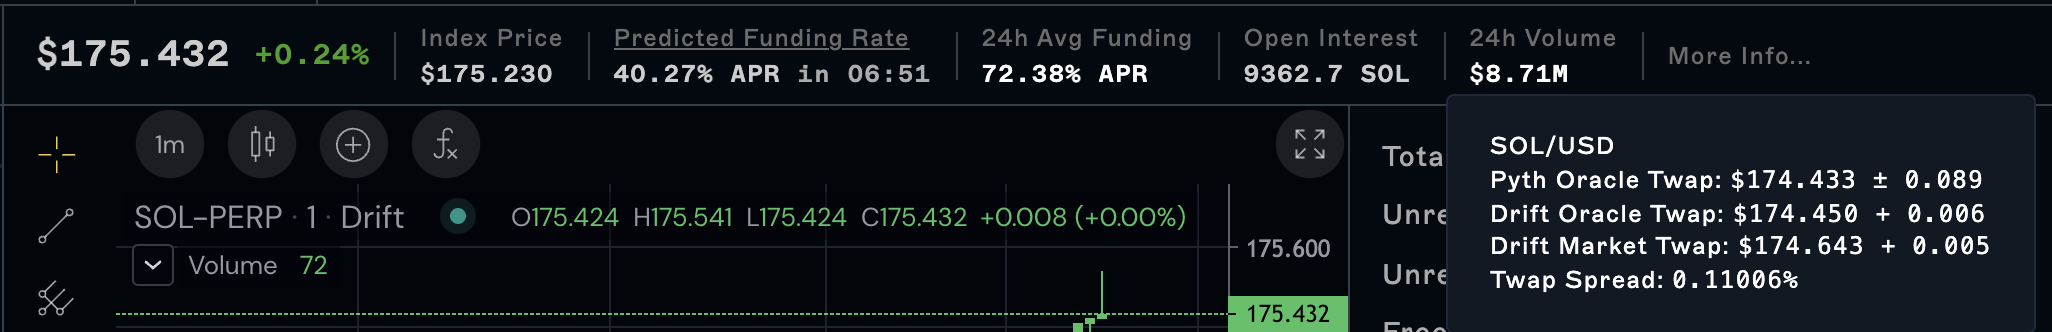 $175.432 +0.24%
Index Price
$175.230
Predicted Funding Rate
40.27% APR in 06:51
24h Avg Funding
72.38% APR
Open Interest
9362.7 SOL
24h Volume
$8.71M
More Info...
1m
SOL-PERP · 1 · Drift
O175.424 H175.541 L175.424 C175.432 +0.008 (+0.00%)
Volume 72
175.600
175.432
Tota
Unre
Unre
SOL/USD
Pyth Oracle Twap: $174.433 ± 0.089
Drift Oracle Twap: $174.450 + 0.006
Drift Market Twap: $174.643 + 0.005
Twap Spread: 0.11006%